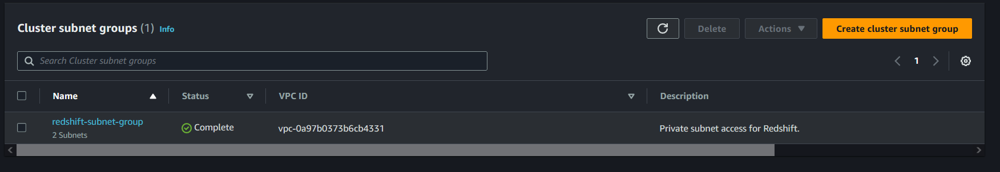 Cluster subnet groups (1) Info
Delete
Actions
Create cluster subnet group
Search Cluster subnet groups
1
Name Status VPC ID Description
redshift-subnet-group Complete vpc-0a97b0373b6cb4331 Private subnet access for Redshift.
2 Subnets